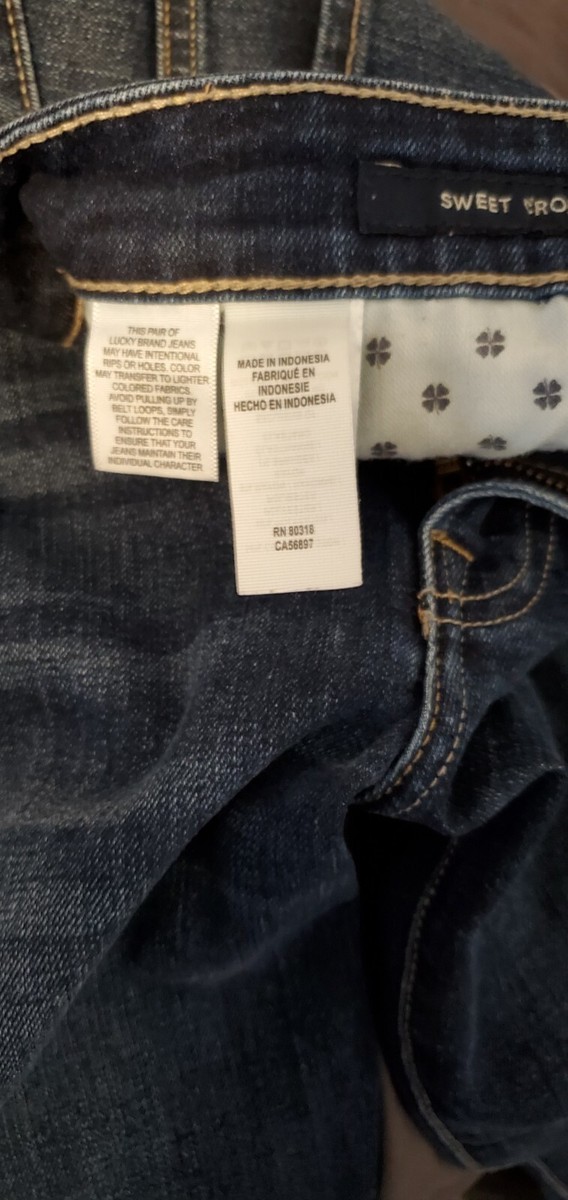 SWEET
THIS PAIR OF
LUCKY BRAND JEANS
MAY HAVE INTENTIONAL
RIPS OR HOLES. COLOR
MAY TRANSFER TO LIGHTER
COLORED FABRICS.
AVOID PULLING UP BY
BELT LOOPS, SIMPLY
FOLLOW THE CARE
INSTRUCTIONS TO
ENSURE THAT YOUR
JEANS MAINTAIN THEIR
INDIVIDUAL CHARACTER
MADE IN INDONESIA
FABRIQUÉ EN
INDONESIE
HECHO EN INDONESIA
RN 80318
CA56897